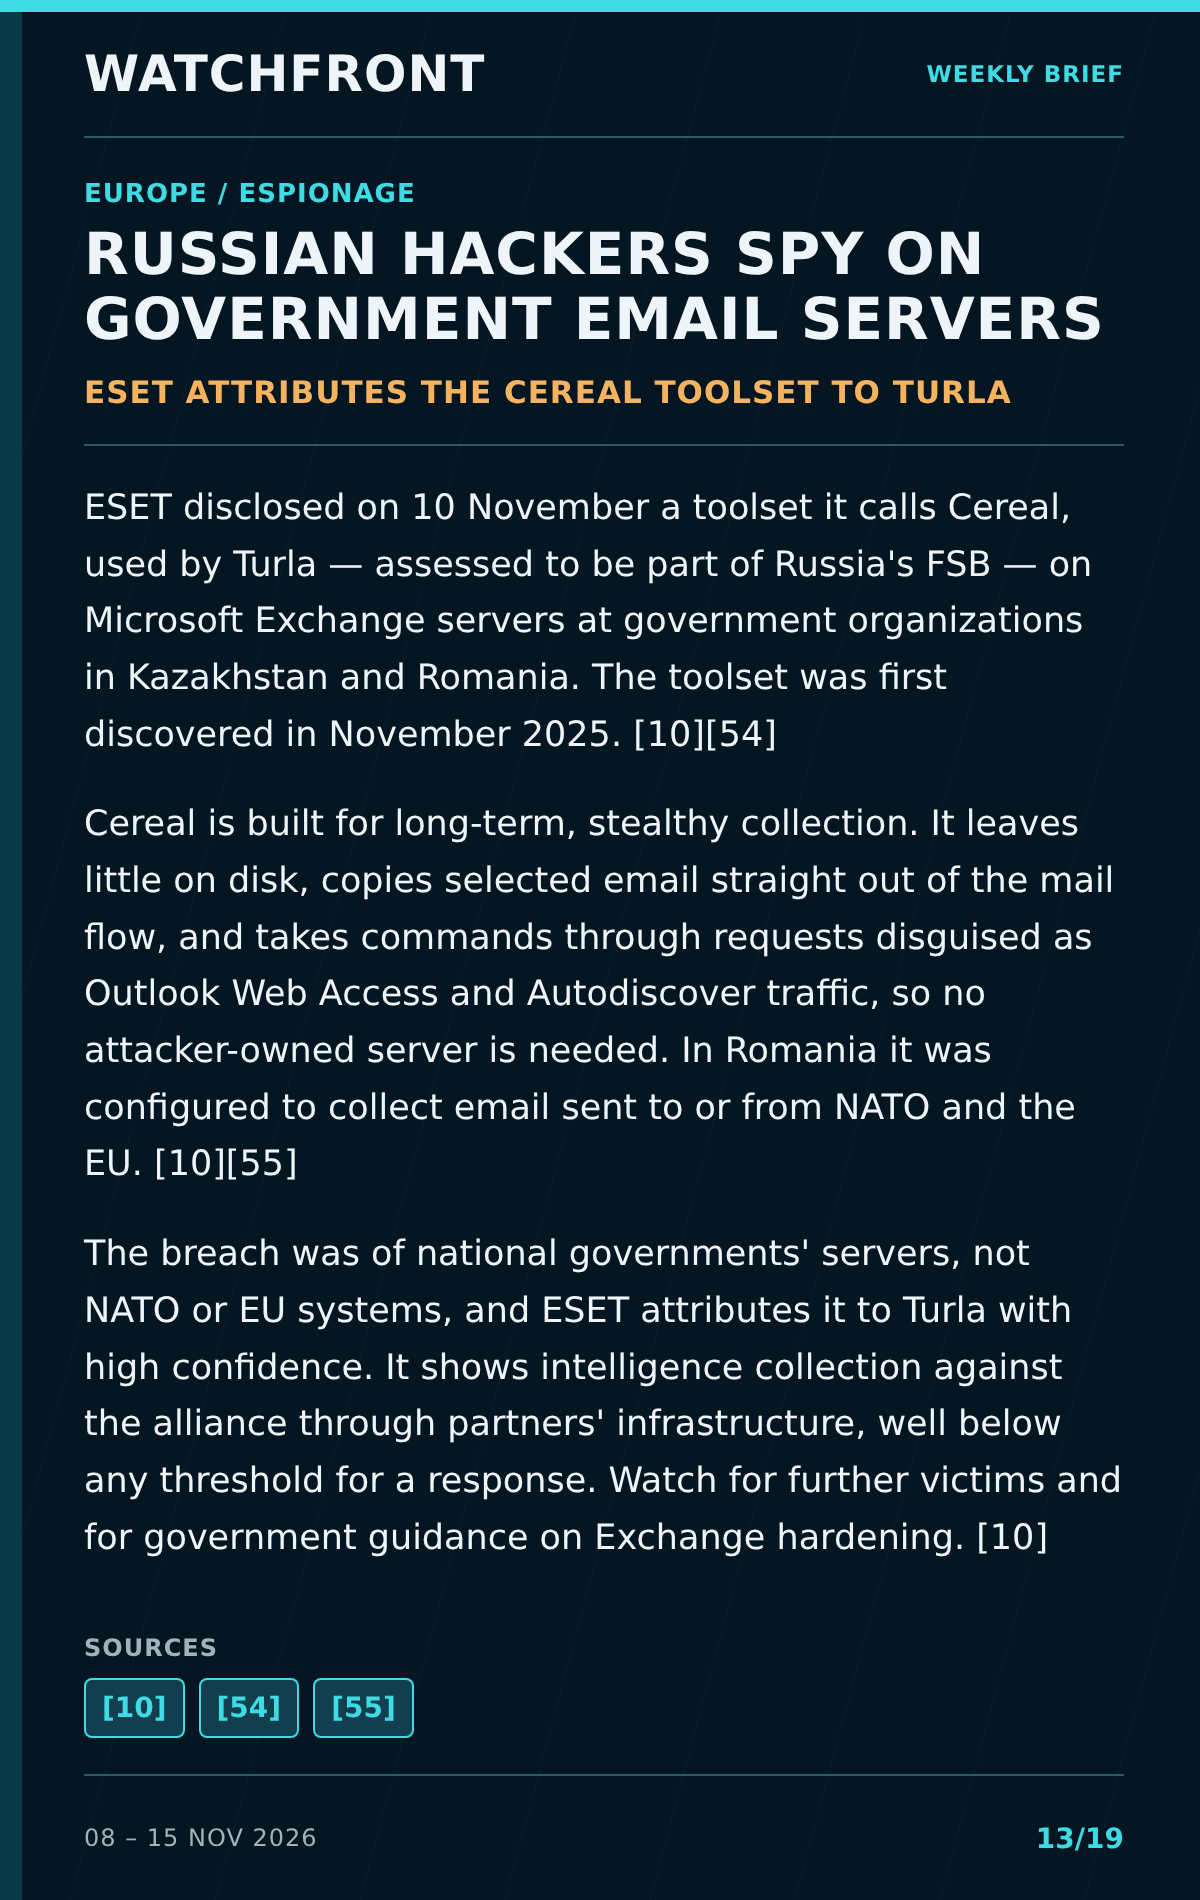 WATCHFRONT
WEEKLY BRIEF
EUROPE / ESPIONAGE
RUSSIAN HACKERS SPY ON
GOVERNMENT EMAIL SERVERS
ESET ATTRIBUTES THE CEREAL TOOLSET TO TURLA
ESET disclosed on 10 November a toolset it calls Cereal,
used by Turla — assessed to be part of Russia's FSB — on
Microsoft Exchange servers at government organizations
in Kazakhstan and Romania. The toolset was first
discovered in November 2025. [10][54]
Cereal is built for long-term, stealthy collection. It leaves
little on disk, copies selected email straight out of the mail
flow, and takes commands through requests disguised as
Outlook Web Access and Autodiscover traffic, so no
attacker-owned server is needed. In Romania it was
configured to collect email sent to or from NATO and the
EU. [10][55]
The breach was of national governments' servers, not
NATO or EU systems, and ESET attributes it to Turla with
high confidence. It shows intelligence collection against
the alliance through partners' infrastructure, well below
any threshold for a response. Watch for further victims and
for government guidance on Exchange hardening. [10]
SOURCES
[10] [54] [55]
08 – 15 NOV 2026
13/19